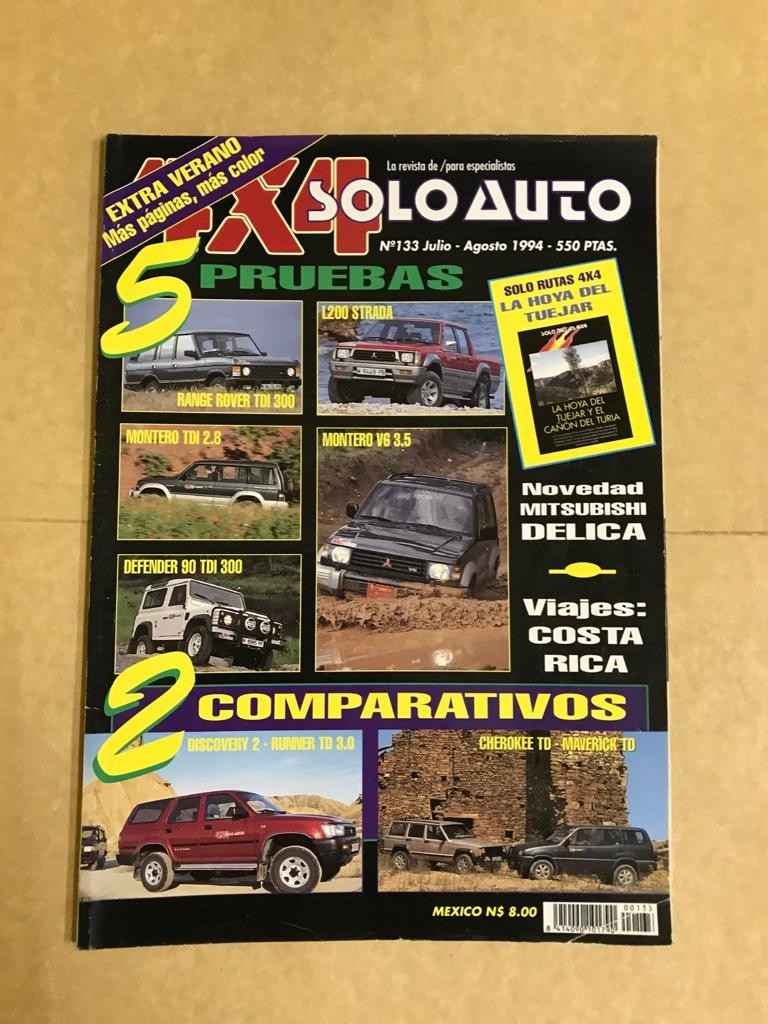 EXTRA VERANO
Más páginas, más color
4X4
La revista de /para especialistas
SOLO AUTO
Nº133 Julio - Agosto 1994 - 550 PTAS.
5 PRUEBAS
RANGE ROVER TDI 300
L200 STRADA
MONTERO TDI 2.8
MONTERO V6 3.5
DEFENDER 90 TDI 300
SOLO RUTAS 4X4
LA HOYA DEL
TUEJAR
SOLO RUTAS 4X4
LA HOYA DEL
TUEJAR Y EL
CAÑON DEL TURIA
Novedad
MITSUBISHI
DELICA
Viajes:
COSTA
RICA
2 COMPARATIVOS
DISCOVERY 2 - RUNNER TD 3.0
CHEROKEE TD - MAVERICK TD
MEXICO N$ 8.00
00133